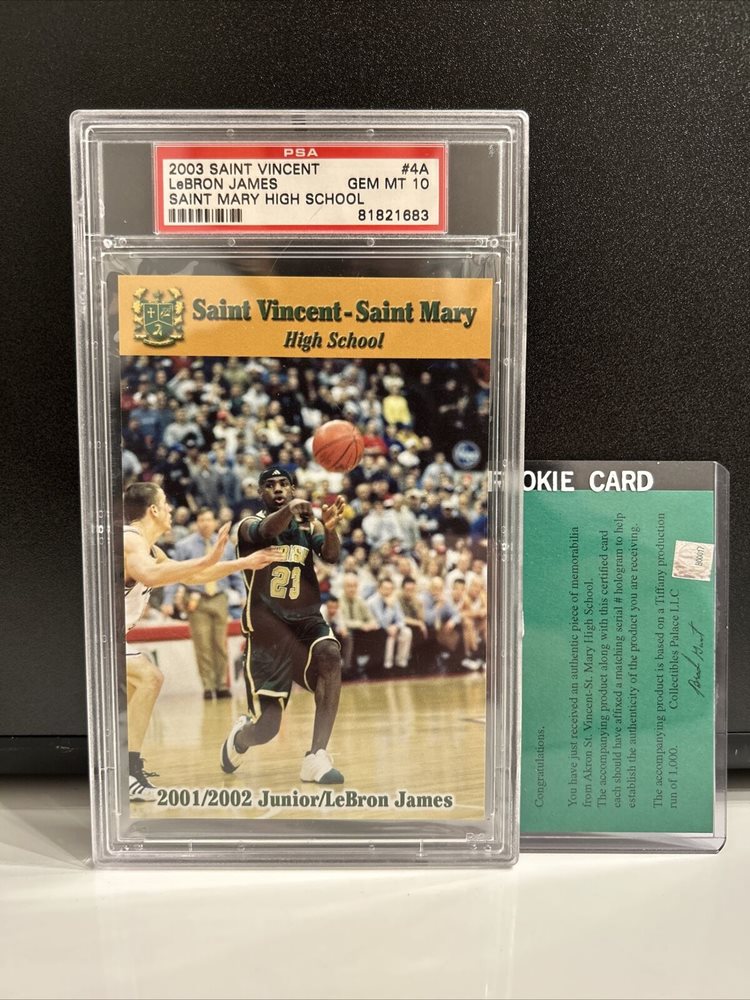 PSA
2003 SAINT VINCENT #4A
LeBRON JAMES GEM MT 10
SAINT MARY HIGH SCHOOL
81821683
Saint Vincent-Saint Mary
High School
23
2001/2002 Junior/LeBron James
OKIE CARD
Congratulations.
You have just received an authentic piece of memorabilia
from Akron St. Vincent-St. Mary High School.
The accompanying product along with this certified card
each should have affixed a matching serial # hologram to help
establish the authenticity of the product you are receiving.
The accompanying product is based on a Tiffany production
run of 1,000. Collectibles Palace LLC